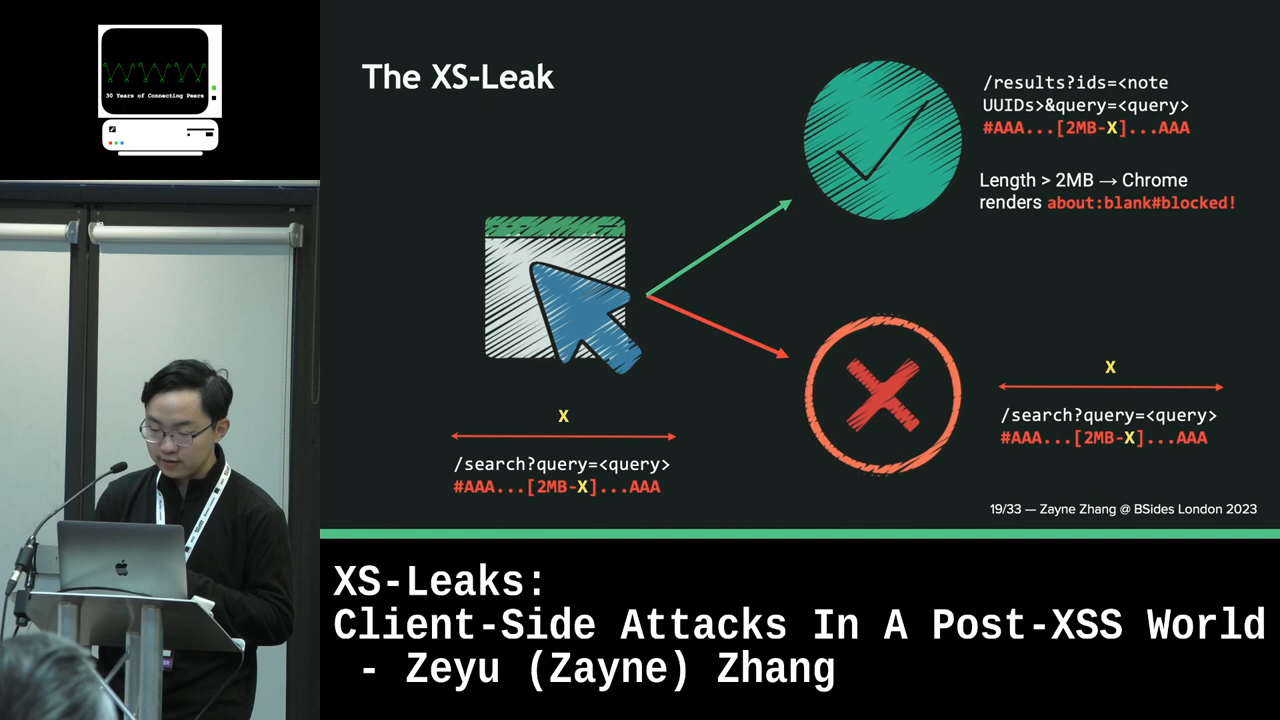 30 Years of Connecting Peers
The XS-Leak
/results?ids=<note
UUIDs>&query=<query>
#AAA...[2MB-X]...AAA
Length > 2MB → Chrome
renders about:blank#blocked!
X
/search?query=<query>
#AAA...[2MB-X]...AAA
X
/search?query=<query>
#AAA...[2MB-X]...AAA
19/33 — Zayne Zhang @ BSides London 2023
XS-Leaks:
Client-Side Attacks In A Post-XSS World
- Zeyu (Zayne) Zhang